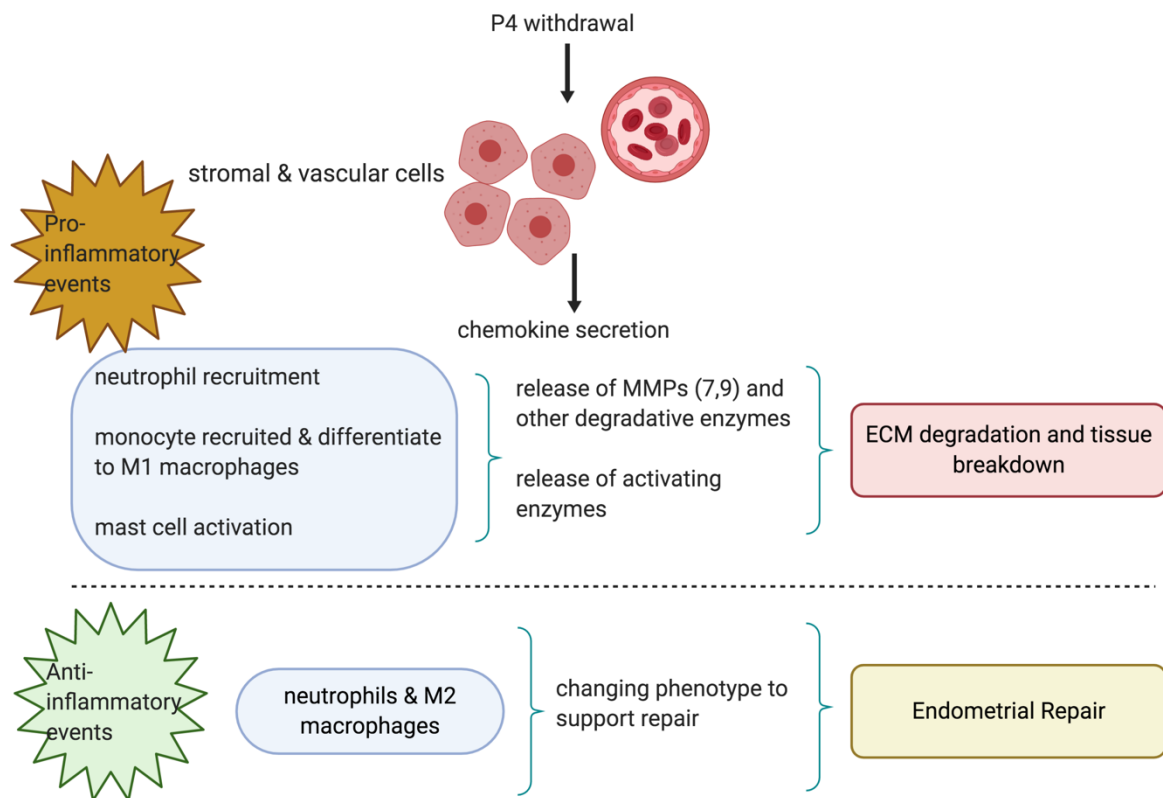 P4 withdrawal
stromal & vascular cells
Pro-
inflammatory
events
chemokine secretion
neutrophil recruitment
monocyte recruited & differentiate
to M1 macrophages
mast cell activation
release of MMPs (7,9) and
other degradative enzymes
release of activating
enzymes
ECM degradation and tissue
breakdown
Anti-
inflammatory
events
neutrophils & M2
macrophages
changing phenotype to
support repair
Endometrial Repair